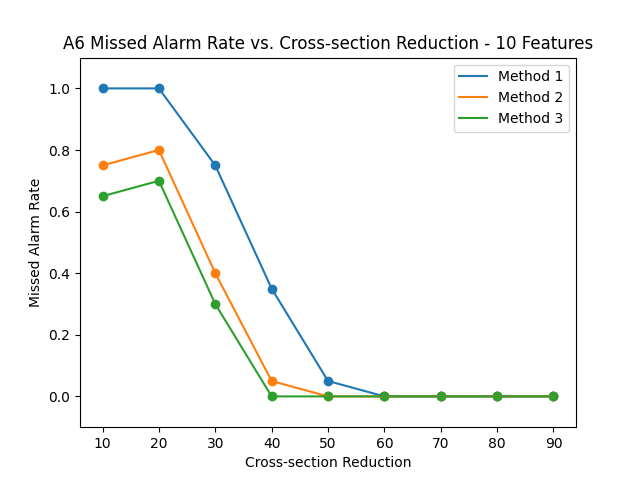 A6 Missed Alarm Rate vs. Cross-section Reduction - 10 Features
Method 1
Method 2
Method 3
Missed Alarm Rate
1.0
0.8
0.6
0.4
0.2
0.0
10 20 30 40 50 60 70 80 90
Cross-section Reduction